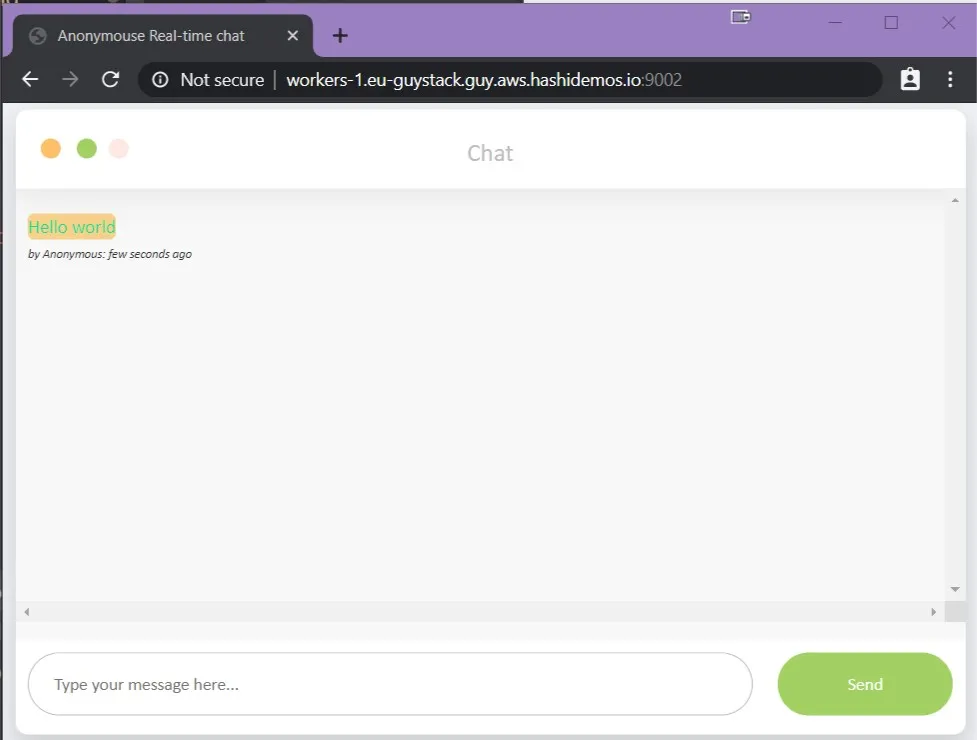 Anonymouse Real-time chat
Not secure | workers-1.eu-guystack.guy.aws.hashidemos.io:9002
Chat
Hello world
by Anonymous: few seconds ago
Type your message here...
Send